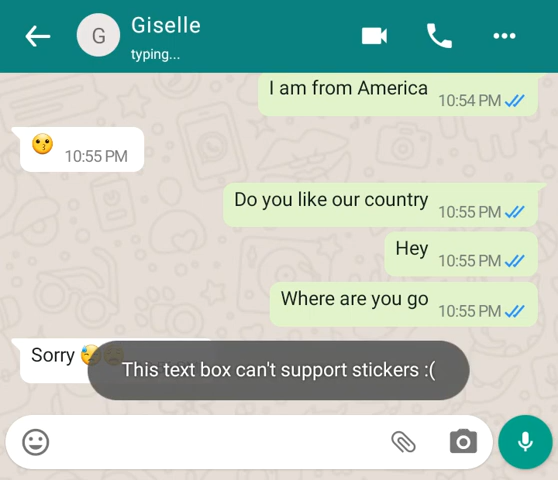 G
Giselle
typing...
I am from America
10:54 PM
😗 10:55 PM
Do you like our country
10:55 PM
Hey
10:55 PM
Where are you go
10:55 PM
Sorry
This text box can't support stickers :(